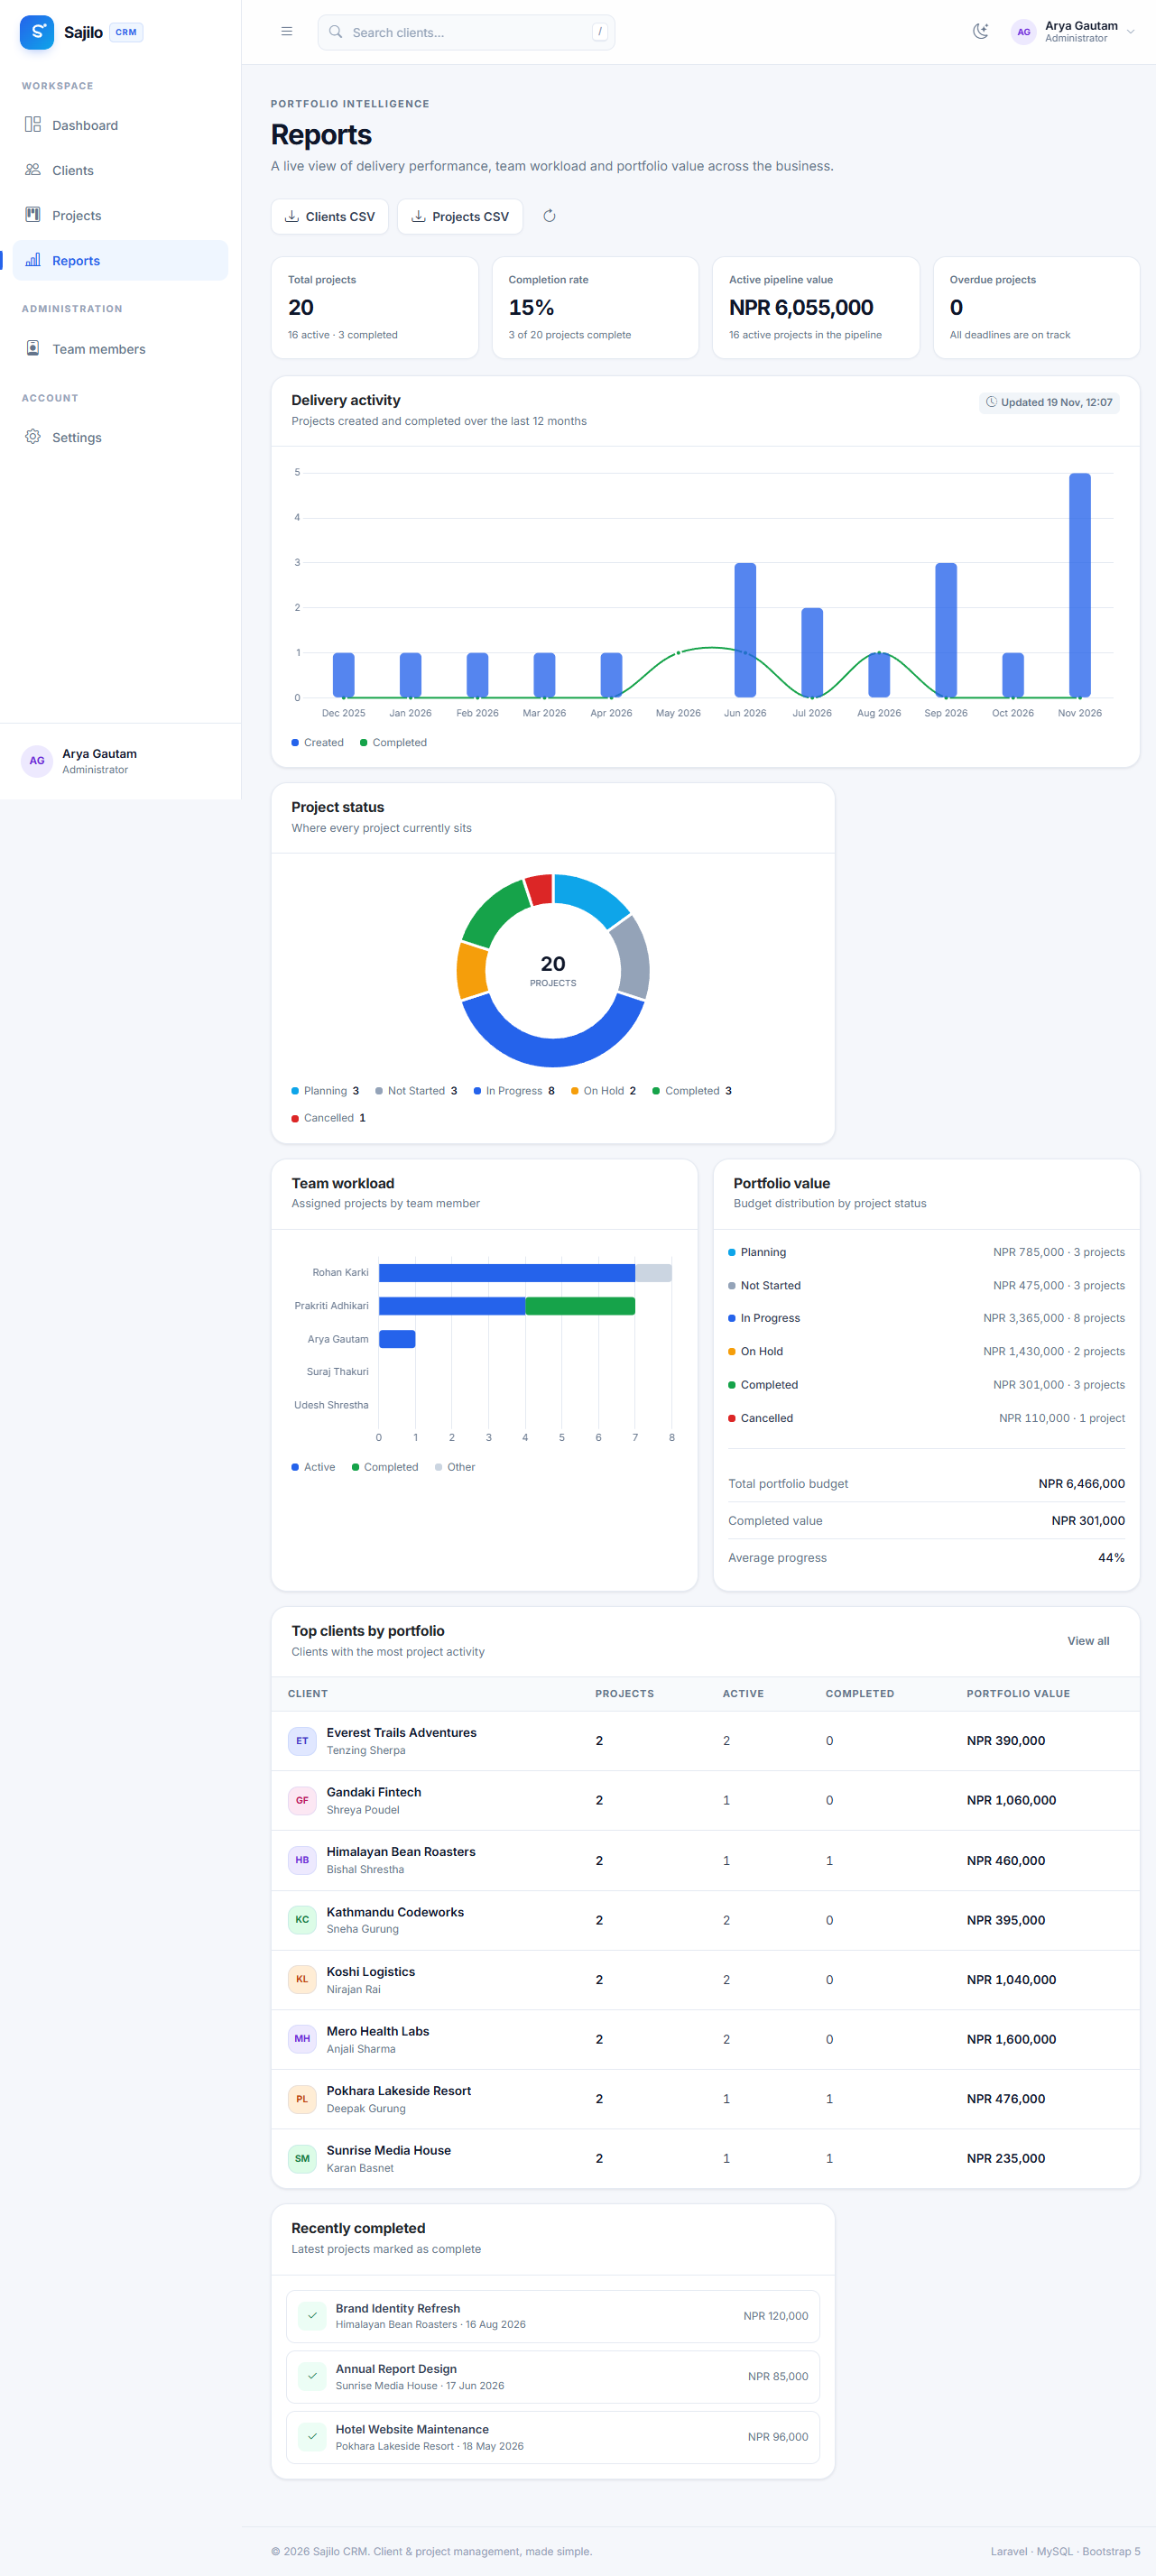 Sajilo CRM
Search clients...
/
AG
Arya Gautam
Administrator
WORKSPACE
Dashboard
Clients
Projects
Reports
ADMINISTRATION
Team members
ACCOUNT
Settings
AG
Arya Gautam
Administrator
PORTFOLIO INTELLIGENCE
Reports
A live view of delivery performance, team workload and portfolio value across the business.
Clients CSV
Projects CSV
Total projects
20
16 active · 3 completed
Completion rate
15%
3 of 20 projects complete
Active pipeline value
NPR 6,055,000
16 active projects in the pipeline
Overdue projects
0
All deadlines are on track
Delivery activity
Projects created and completed over the last 12 months
Updated 19 Nov, 12:07
5
4
3
2
1
0
Dec 2025 Jan 2026 Feb 2026 Mar 2026 Apr 2026 May 2026 Jun 2026 Jul 2026 Aug 2026 Sep 2026 Oct 2026 Nov 2026
Created Completed
Project status
Where every project currently sits
20
PROJECTS
Planning 3 Not Started 3 In Progress 8 On Hold 2 Completed 3
Cancelled 1
Team workload
Assigned projects by team member
Rohan Karki
Prakriti Adhikari
Arya Gautam
Suraj Thakuri
Udesh Shrestha
0 1 2 3 4 5 6 7 8
Active Completed Other
Portfolio value
Budget distribution by project status
Planning NPR 785,000 · 3 projects
Not Started NPR 475,000 · 3 projects
In Progress NPR 3,365,000 · 8 projects
On Hold NPR 1,430,000 · 2 projects
Completed NPR 301,000 · 3 projects
Cancelled NPR 110,000 · 1 project
Total portfolio budget NPR 6,466,000
Completed value NPR 301,000
Average progress 44%
Top clients by portfolio
Clients with the most project activity
View all
CLIENT PROJECTS ACTIVE COMPLETED PORTFOLIO VALUE
ET Everest Trails Adventures 2 2 0 NPR 390,000
Tenzing Sherpa
GF Gandaki Fintech 2 1 0 NPR 1,060,000
Shreya Poudel
HB Himalayan Bean Roasters 2 1 1 NPR 460,000
Bishal Shrestha
KC Kathmandu Codeworks 2 2 0 NPR 395,000
Sneha Gurung
KL Koshi Logistics 2 2 0 NPR 1,040,000
Nirajan Rai
MH Mero Health Labs 2 2 0 NPR 1,600,000
Anjali Sharma
PL Pokhara Lakeside Resort 2 1 1 NPR 476,000
Deepak Gurung
SM Sunrise Media House 2 1 1 NPR 235,000
Karan Basnet
Recently completed
Latest projects marked as complete
Brand Identity Refresh
Himalayan Bean Roasters · 16 Aug 2026
NPR 120,000
Annual Report Design
Sunrise Media House · 17 Jun 2026
NPR 85,000
Hotel Website Maintenance
Pokhara Lakeside Resort · 18 May 2026
NPR 96,000
© 2026 Sajilo CRM. Client & project management, made simple.
Laravel · MySQL · Bootstrap 5